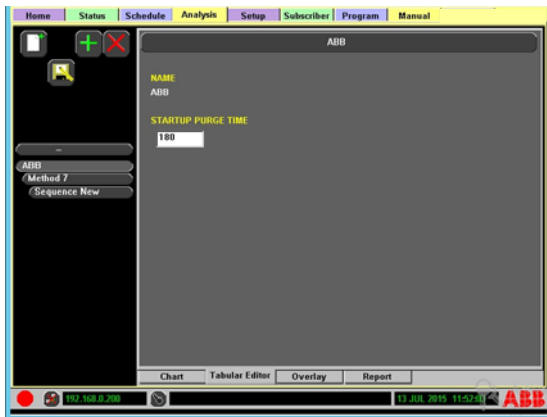 Home Status Schedule Analysis Setup Subscriber Program Manual
ABB
NAME
ABB
STARTUP PURGE TIME
180
ABB
Method 7
Sequence New
Chart Tabular Editor Overlay Report
192.168.0.200 13 JUL 2015 ABB